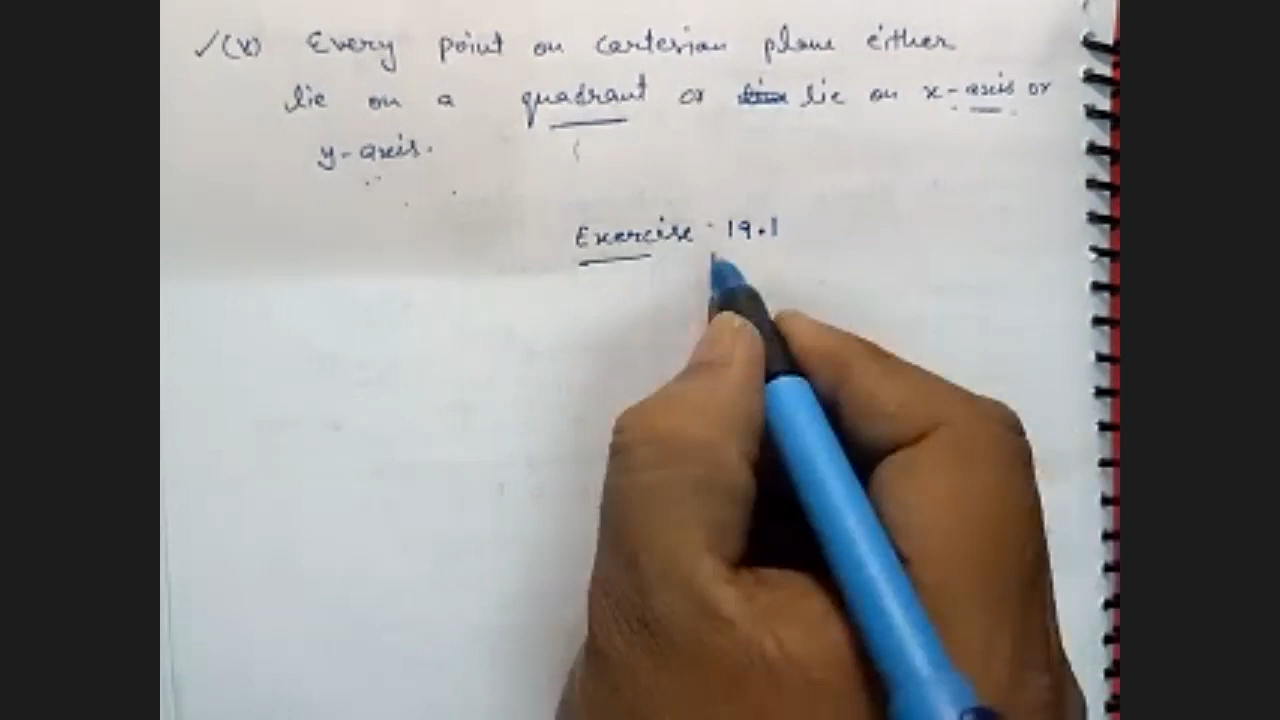 ✓(v) Every point on cartesian plane either
lie on a quadrant or lie on x-axis or
y-axis.
Exercise - 19.1